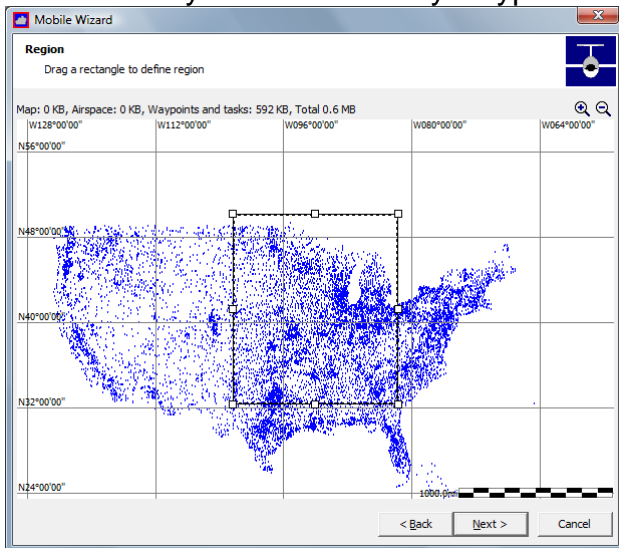 Mobile Wizard
Region
Drag a rectangle to define region
Map: 0 KB, Airspace: 0 KB, Waypoints and tasks: 592 KB, Total 0.6 MB
W128°00'00" W112°00'00" W096°00'00" W080°00'00" W064°00'00"
N56°00'00"
N48°00'00"
N40°00'00"
N32°00'00"
N24°00'00"
< Back Next > Cancel